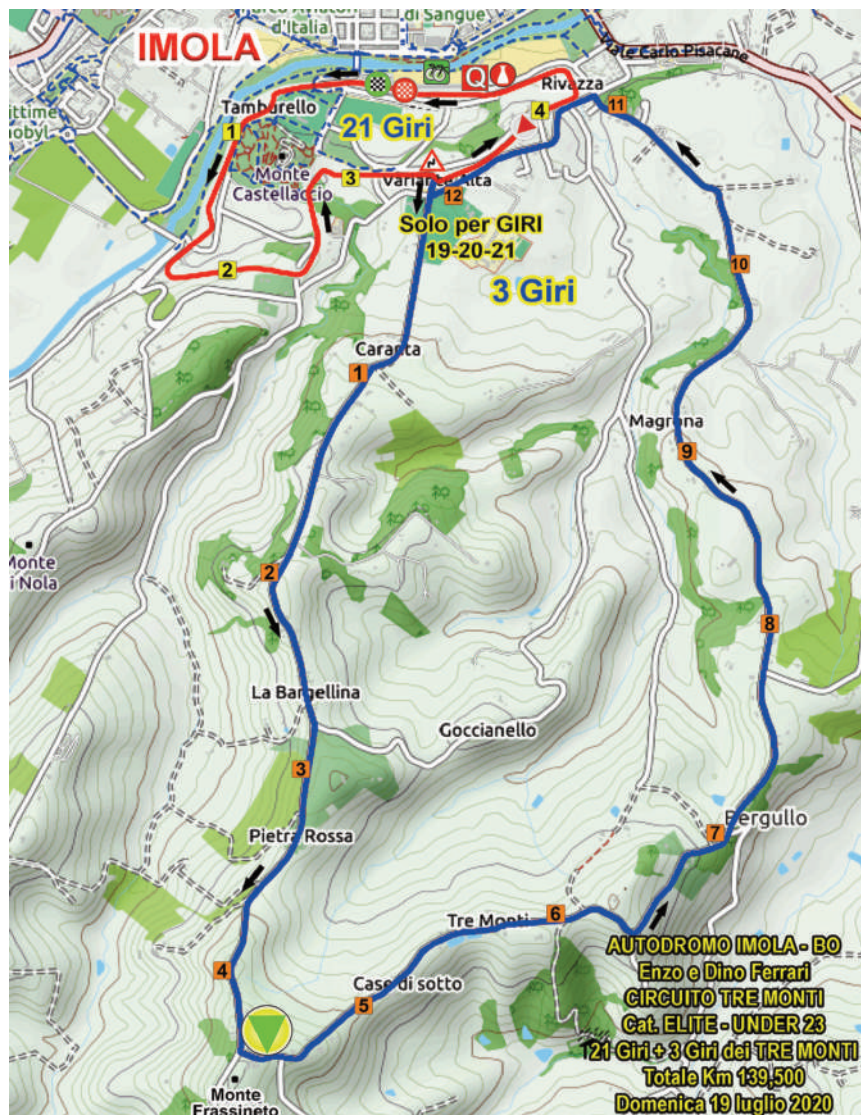 d'Italia
di Sangue
IMOLA
Viale Carlo Pisacane
Q
Rivazza
Tamburello
4
11
1
21 Giri
Monte
Castellaccio
3
Variante Alta
12
Solo per GIRI
19-20-21
2
3 Giri
10
Caranta
1
Magrona
9
Monte
2
8
La Bargellina
Goccianello
3
7
Bergullo
Pietra Rossa
6
Tre Monti
4
Case di sotto
5
Monte
Frassineto
AUTODROMO IMOLA - BO
Enzo e Dino Ferrari
CIRCUITO TRE MONTI
Cat. ELITE - UNDER 23
21 Giri + 3 Giri dei TRE MONTI
Totale Km 139,500
Domenica 19 luglio 2020